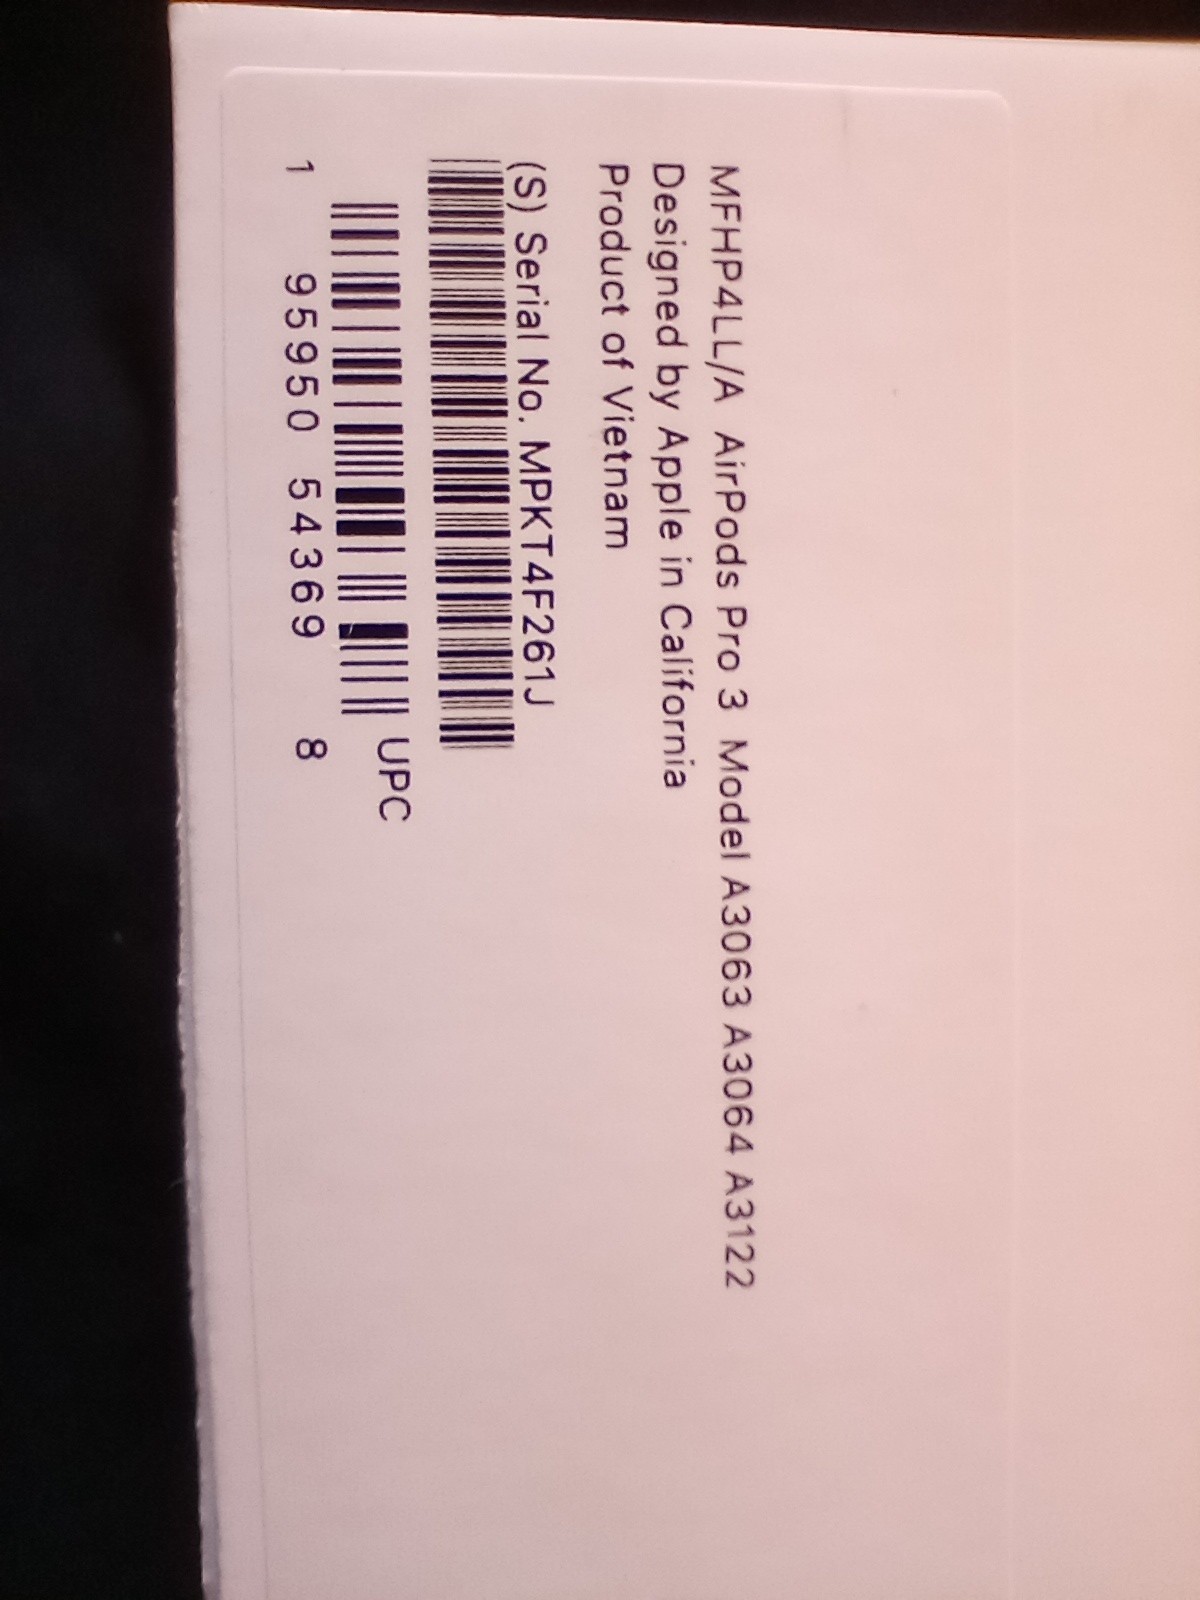 MFHP4LL/A AirPods Pro 3 Model A3063 A3064 A3122
Designed by Apple in California
Product of Vietnam
(S) Serial No. MPKT4F261J
UPC
1 95950 54369 8